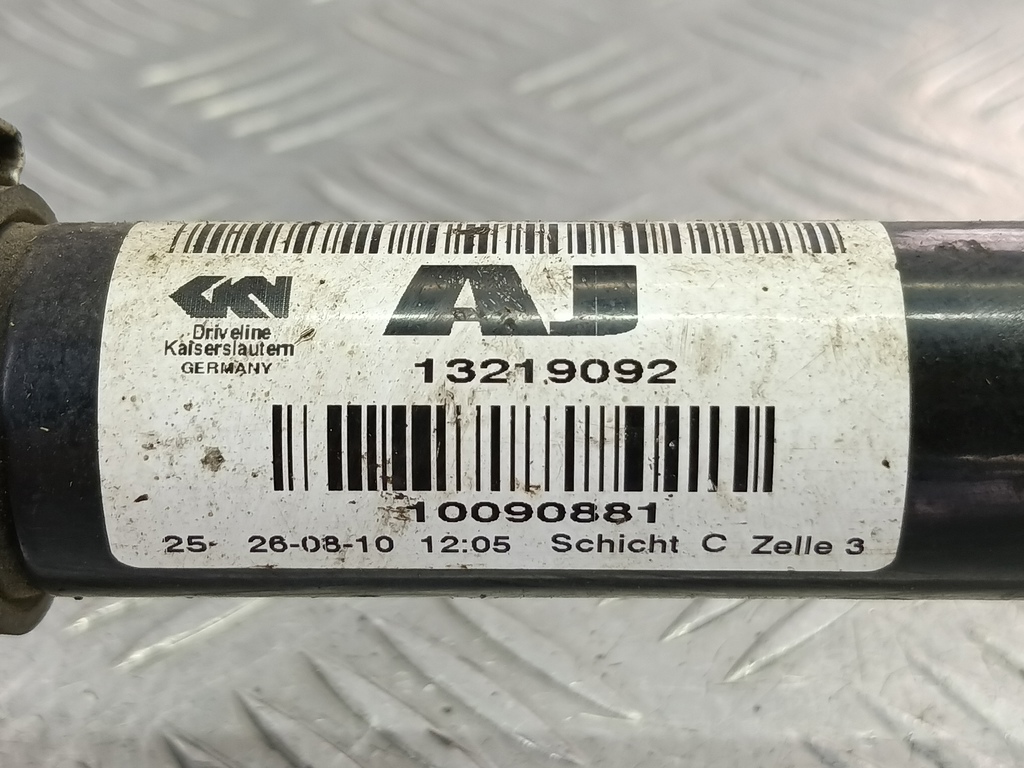 GKN AJ
Driveline
Kaiserslautern
GERMANY
13219092
10090881
25- 26-08-10 12:05 Schicht C Zelle 3